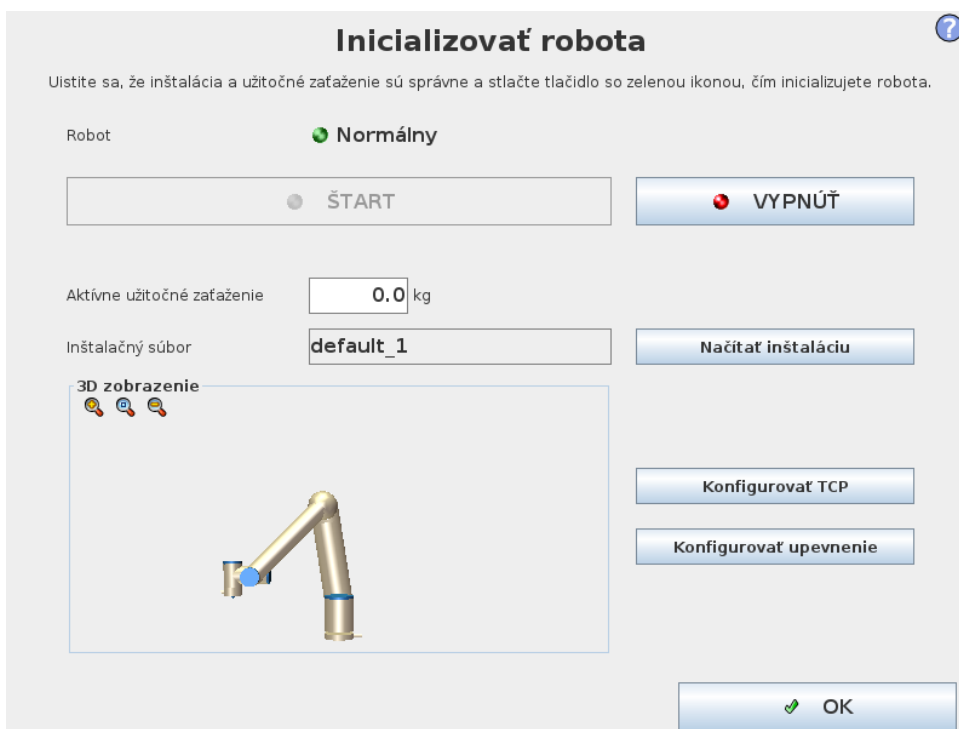 Inicializovať robota
?
Uistite sa, že inštalácia a užitočné zaťaženie sú správne a stlačte tlačidlo so zelenou ikonou, čím inicializujete robota.
Robot Normálny
ŠTART VYPNÚŤ
Aktívne užitočné zaťaženie 0.0 kg
Inštalačný súbor default_1 Načítať inštaláciu
3D zobrazenie
Konfigurovať TCP
Konfigurovať upevnenie
OK